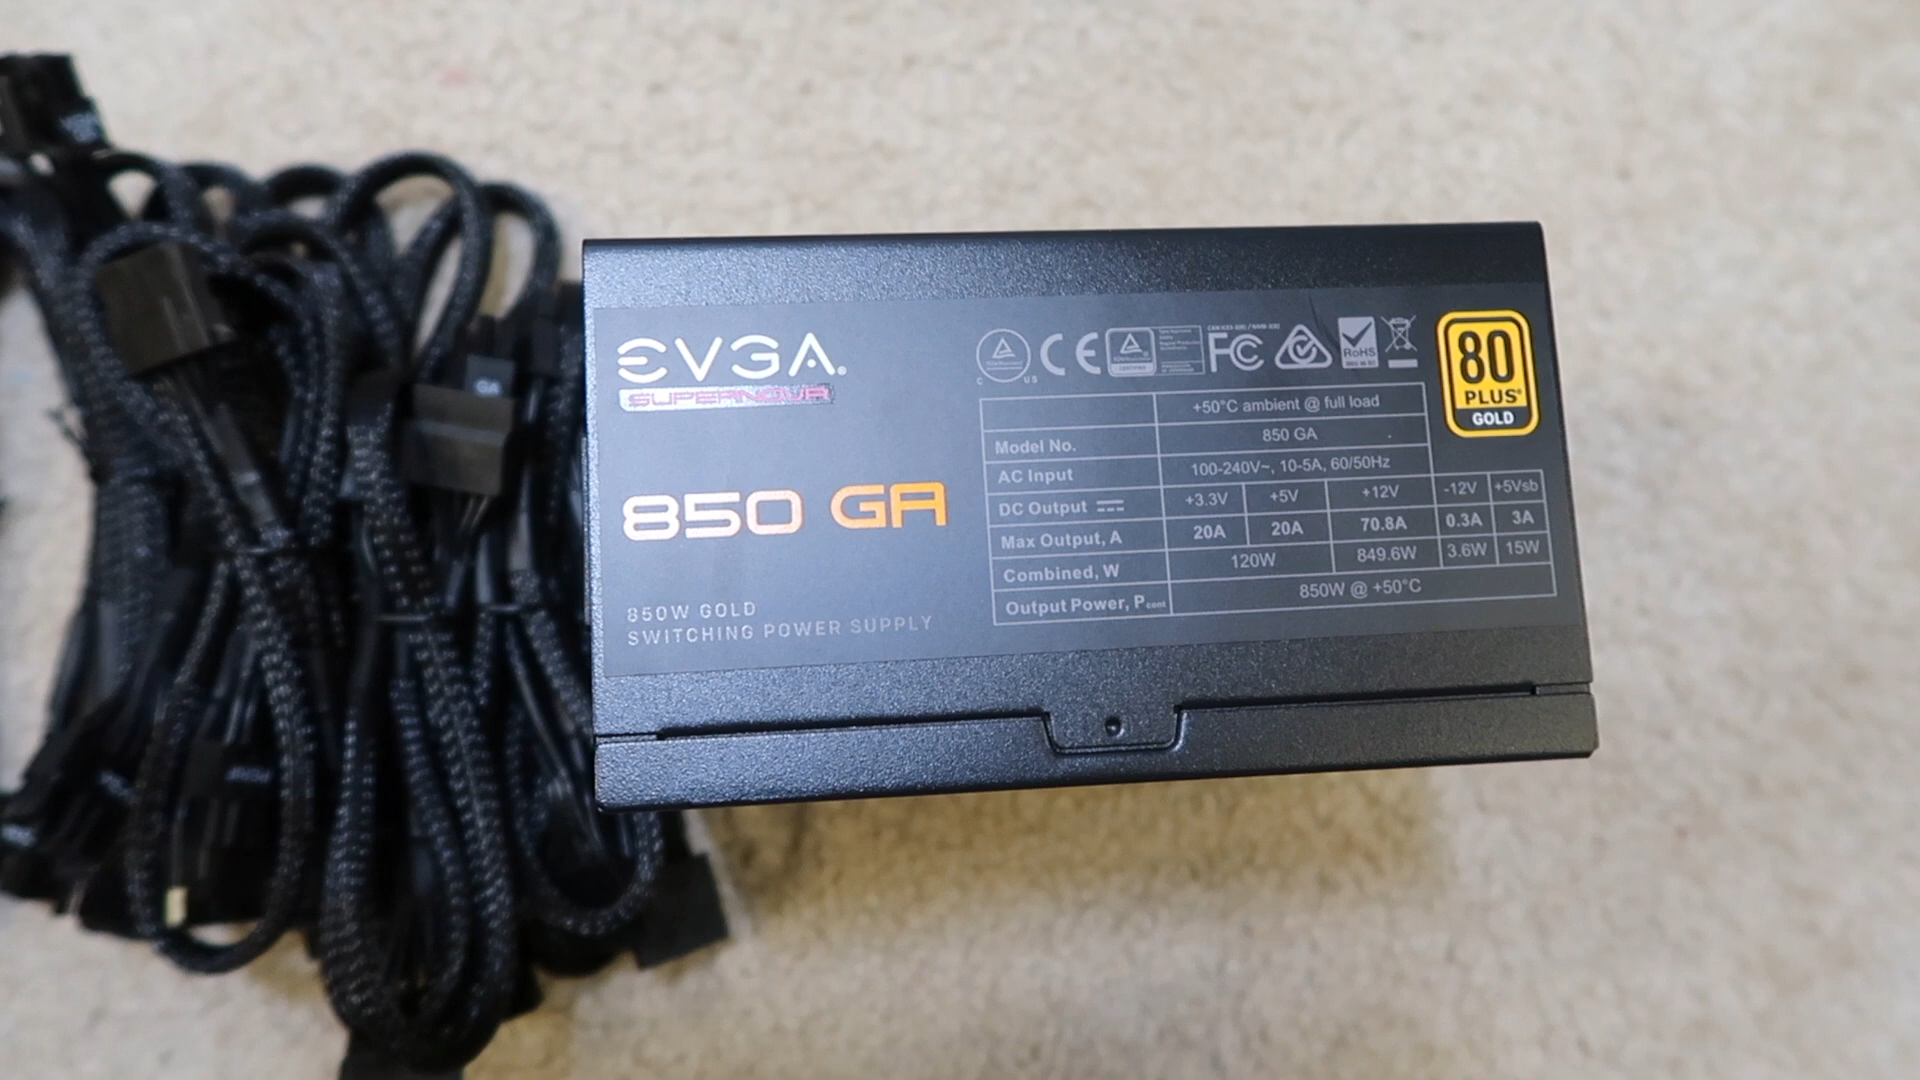 EVGA®
SUPERNOVA
850 GA
850W GOLD
SWITCHING POWER SUPPLY
C US
CE
FC
RoHS
80
PLUS®
GOLD
+50°C ambient @ full load
Model No. 850 GA
AC Input 100-240V~, 10-5A, 60/50Hz
DC Output +3.3V +5V +12V -12V +5Vsb
Max Output, A 20A 20A 70.8A 0.3A 3A
Combined, W 120W 849.6W 3.6W 15W
Output Power, Pcont 850W @ +50°C
GA